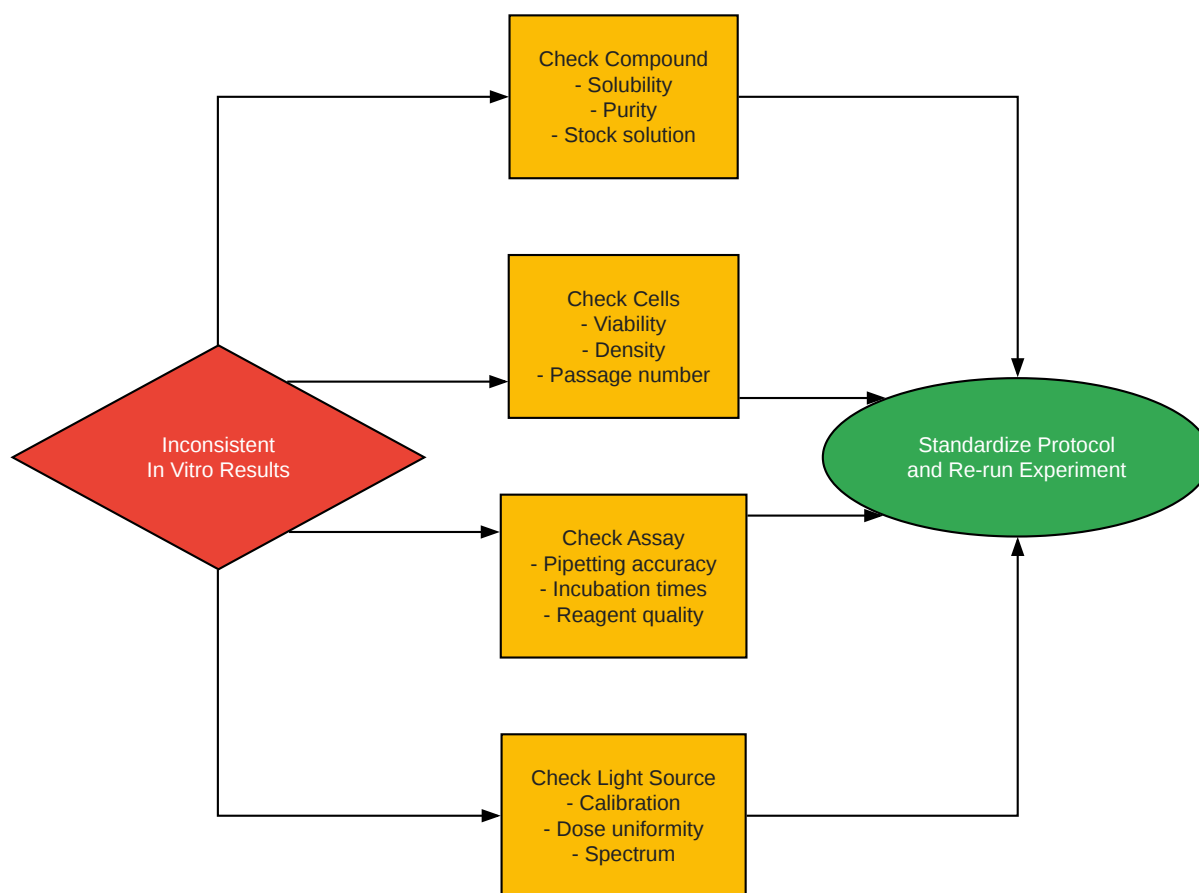 Check Compound
- Solubility
- Purity
- Stock solution
Check Cells
- Viability
- Density
- Passage number
Inconsistent
In Vitro Results
Standardize Protocol
and Re-run Experiment
Check Assay
- Pipetting accuracy
- Incubation times
- Reagent quality
Check Light Source
- Calibration
- Dose uniformity
- Spectrum